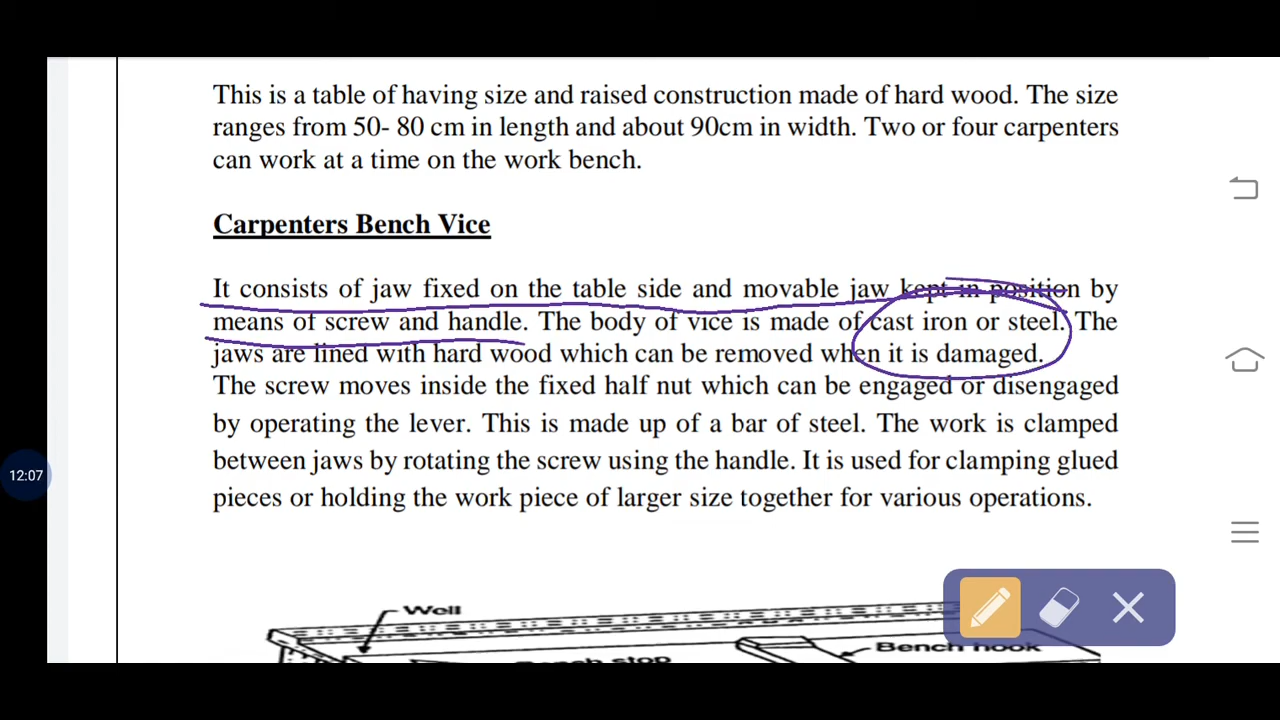 This is a table of having size and raised construction made of hard wood. The size
ranges from 50- 80 cm in length and about 90cm in width. Two or four carpenters
can work at a time on the work bench.
Carpenters Bench Vice
It consists of jaw fixed on the table side and movable jaw kept in position by
means of screw and handle. The body of vice is made of cast iron or steel. The
jaws are lined with hard wood which can be removed when it is damaged.
The screw moves inside the fixed half nut which can be engaged or disengaged
by operating the lever. This is made up of a bar of steel. The work is clamped
between jaws by rotating the screw using the handle. It is used for clamping glued
pieces or holding the work piece of larger size together for various operations.
12:07
Well
Bench stop
Bench hook